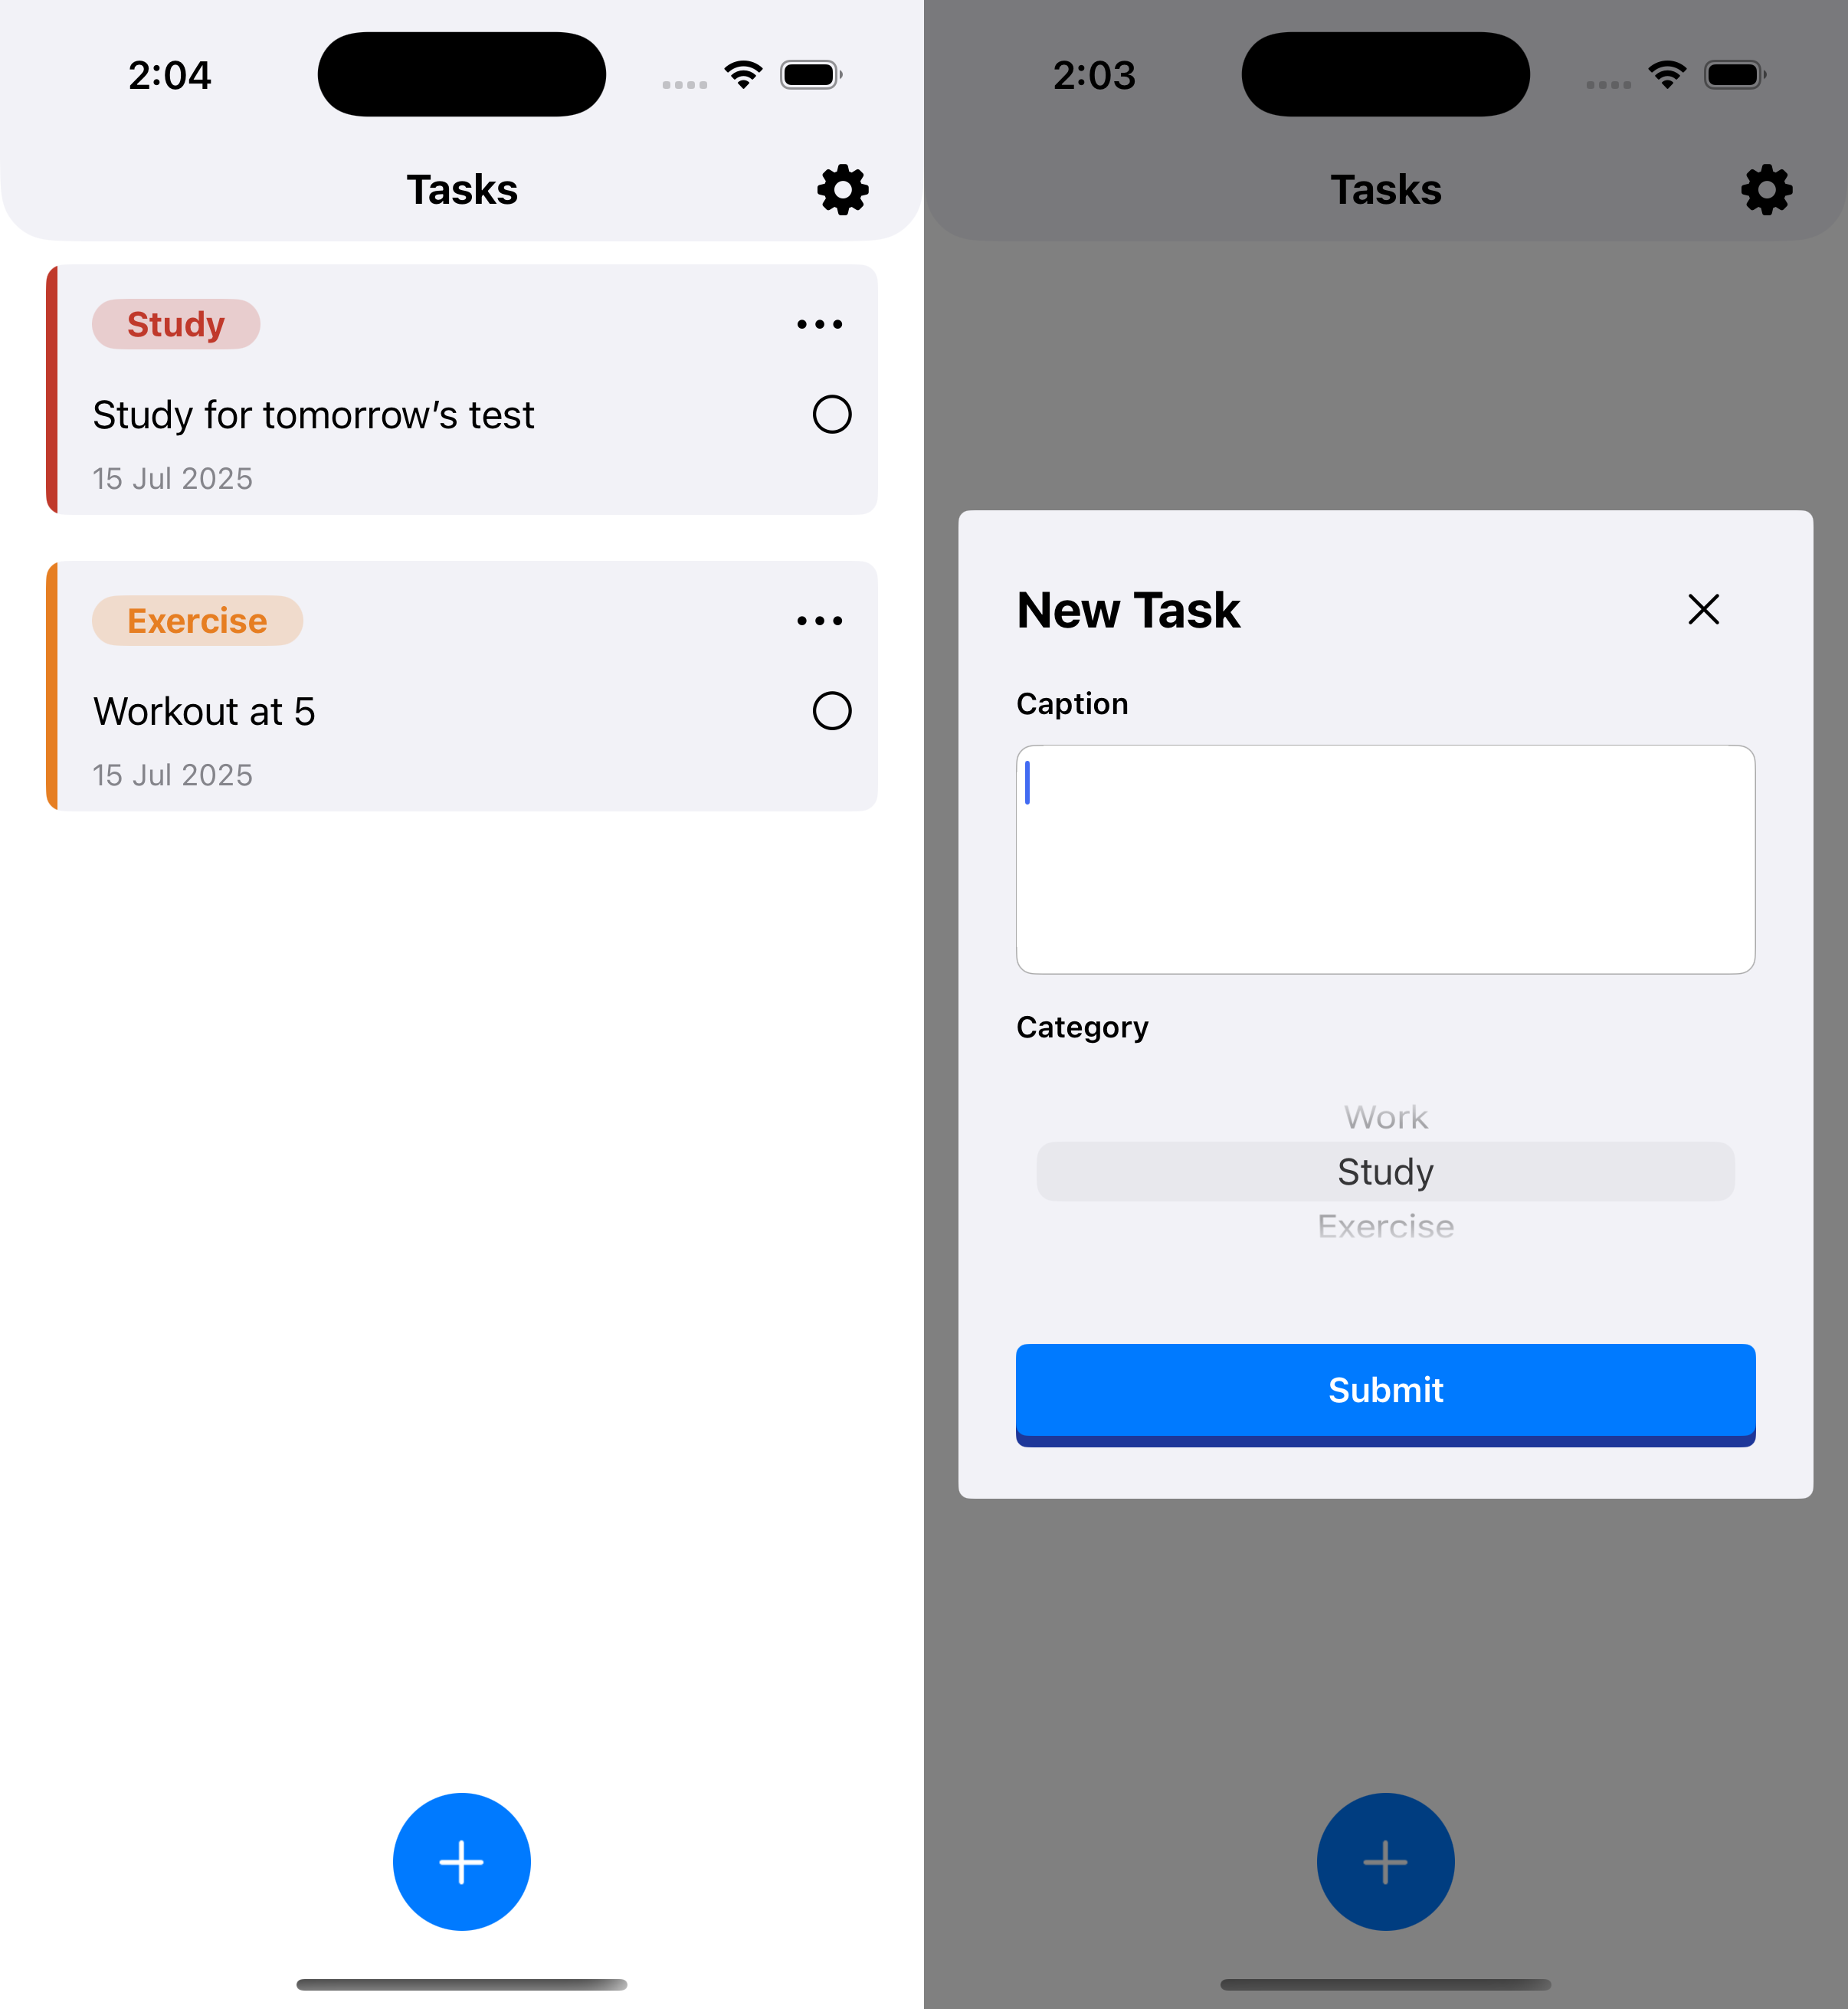 2:04
Tasks
Study
Study for tomorrow’s test
15 Jul 2025
Exercise
Workout at 5
15 Jul 2025
2:03
Tasks
New Task
Caption
Category
Work
Study
Exercise
Submit